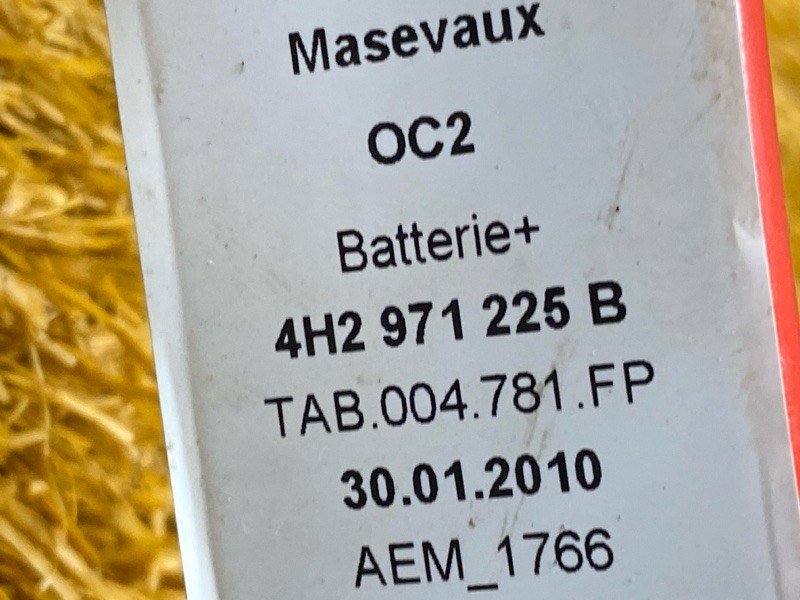 Masevaux
OC2
Batterie+
4H2 971 225 B
TAB.004.781.FP
30.01.2010
AEM_1766